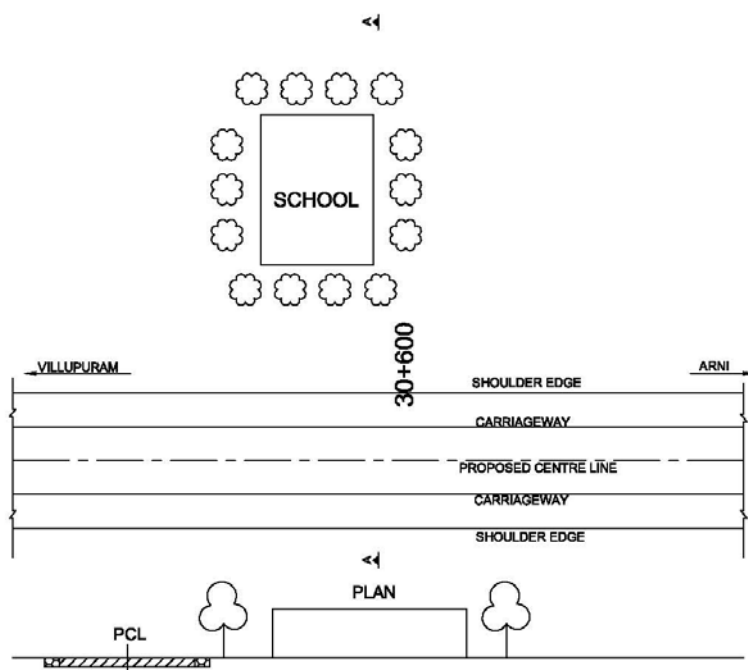 A
SCHOOL
30+600
VILLUPURAM
ARNI
SHOULDER EDGE
CARRIAGEWAY
PROPOSED CENTRE LINE
CARRIAGEWAY
SHOULDER EDGE
A
PLAN
PCL